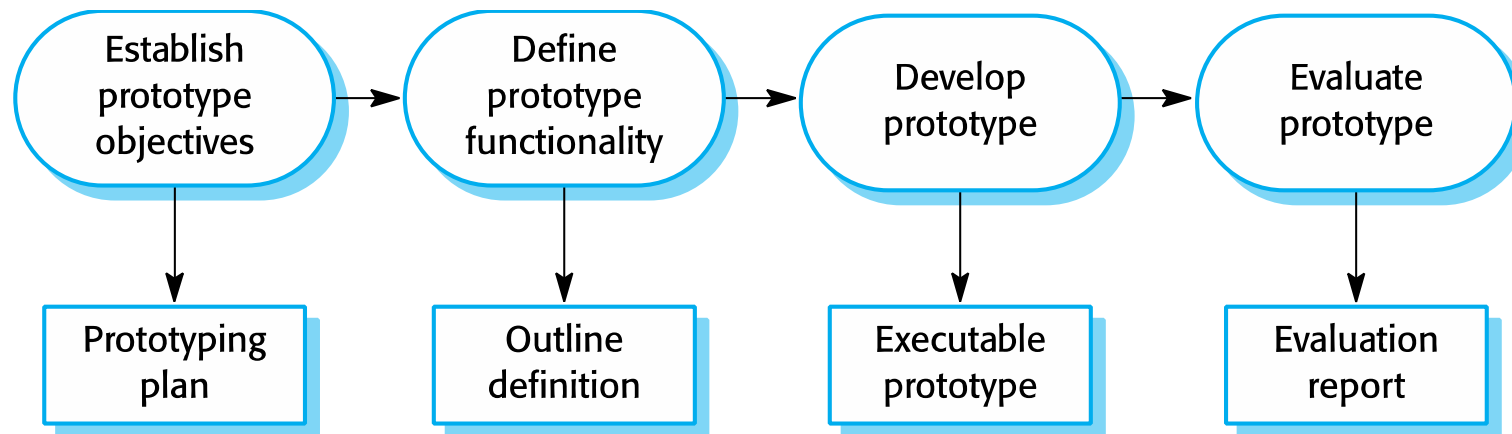 Establish
prototype
objectives
Define
prototype
functionality
Develop
prototype
Evaluate
prototype
Prototyping
plan
Outline
definition
Executable
prototype
Evaluation
report